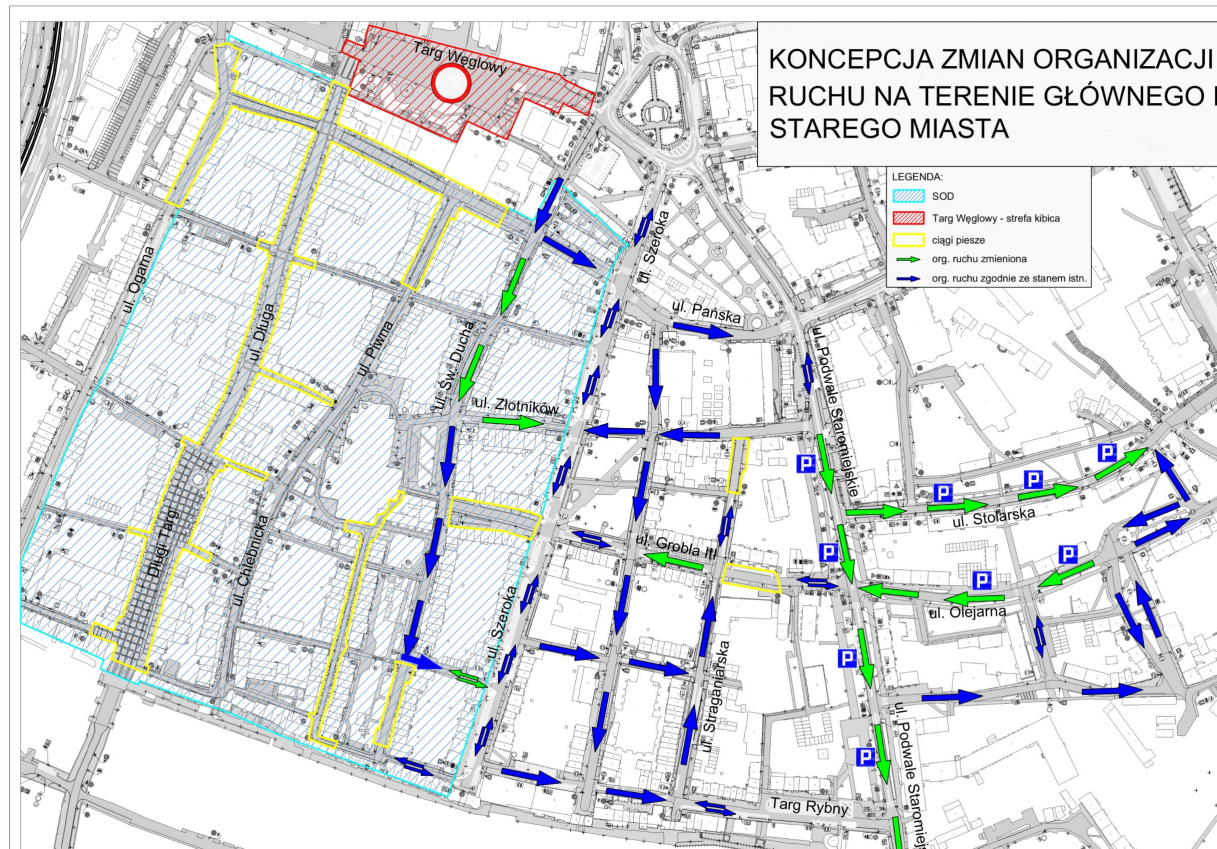 KONCEPCJA ZMIAN ORGANIZACJI
RUCHU NA TERENIE GŁÓWNEGO
STAREGO MIASTA
LEGENDA:
SOD
Targ Węglowy - strefa kibica
ciągi piesze
org. ruchu zmieniona
org. ruchu zgodnie ze stanem istn.
Targ Węglowy
ul. Szeroka
ul. Ogarna
ul. Długa
ul. Piwna
ul. Św. Ducha
ul. Pańska
ul. Podwale Staromiejskie
ul. Złotników
P
P
P
P
ul. Stolarska
Długi Targ
ul. Chlebnicka
ul. Grobla III
P
P
P
ul. Olejarna
ul. Szeroka
ul. Straganiarska
P
P
ul. Podwale Staromiej
Targ Rybny